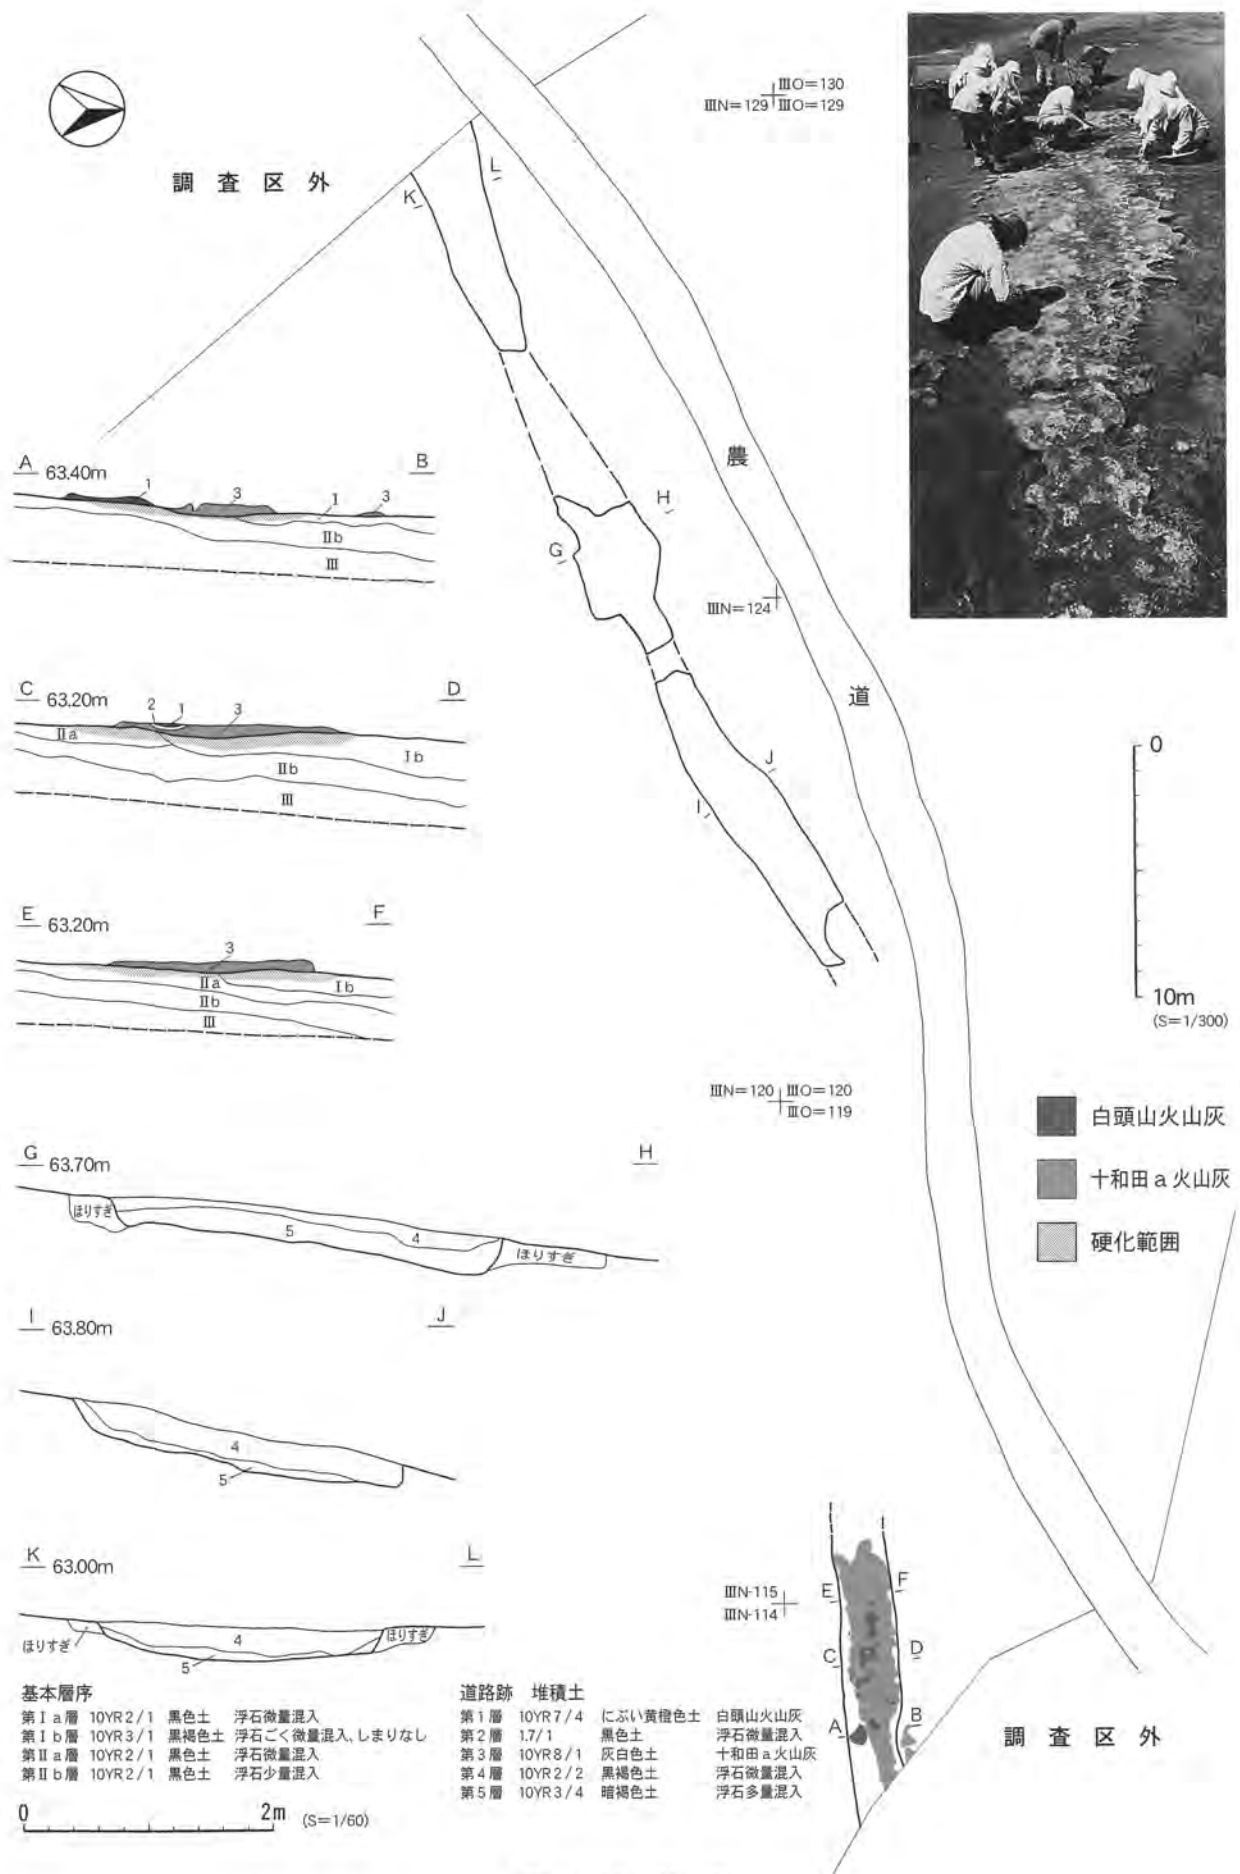 ⅢO=130
ⅢN=129 ⅢO=129
調査区外
L
K
A 63.40m B
1 3 1 3
Ⅱb
Ⅲ
農
道
H
G
ⅢN=124
C 63.20m D
2 1 3
Ⅱa
Ⅰb
Ⅱb
Ⅲ
J
I
0
10m
(S=1/300)
E 63.20m F
3
Ⅱa Ⅰb
Ⅱb
Ⅲ
ⅢN=120 ⅢO=120
ⅢO=119
白頭山火山灰
十和田a火山灰
硬化範囲
G 63.70m H
ほりすぎ 5 4 ほりすぎ
I 63.80m J
4
5
K 63.00m L
ほりすぎ 4 ほりすぎ
5
ⅢN-115
ⅢN-114
E F
C D
A B
調査区外
基本層序
第Ⅰa層 10YR2/1 黒色土 浮石微量混入
第Ⅰb層 10YR3/1 黒褐色土 浮石ごく微量混入、しまりなし
第Ⅱa層 10YR2/1 黒色土 浮石微量混入
第Ⅱb層 10YR2/1 黒色土 浮石少量混入
0 2m (S=1/60)
道路跡 堆積土
第1層 10YR7/4 にぶい黄橙色土 白頭山火山灰
第2層 1.7/1 黒色土 浮石微量混入
第3層 10YR8/1 灰白色土 十和田a火山灰
第4層 10YR2/2 黒褐色土 浮石微量混入
第5層 10YR3/4 暗褐色土 浮石多量混入